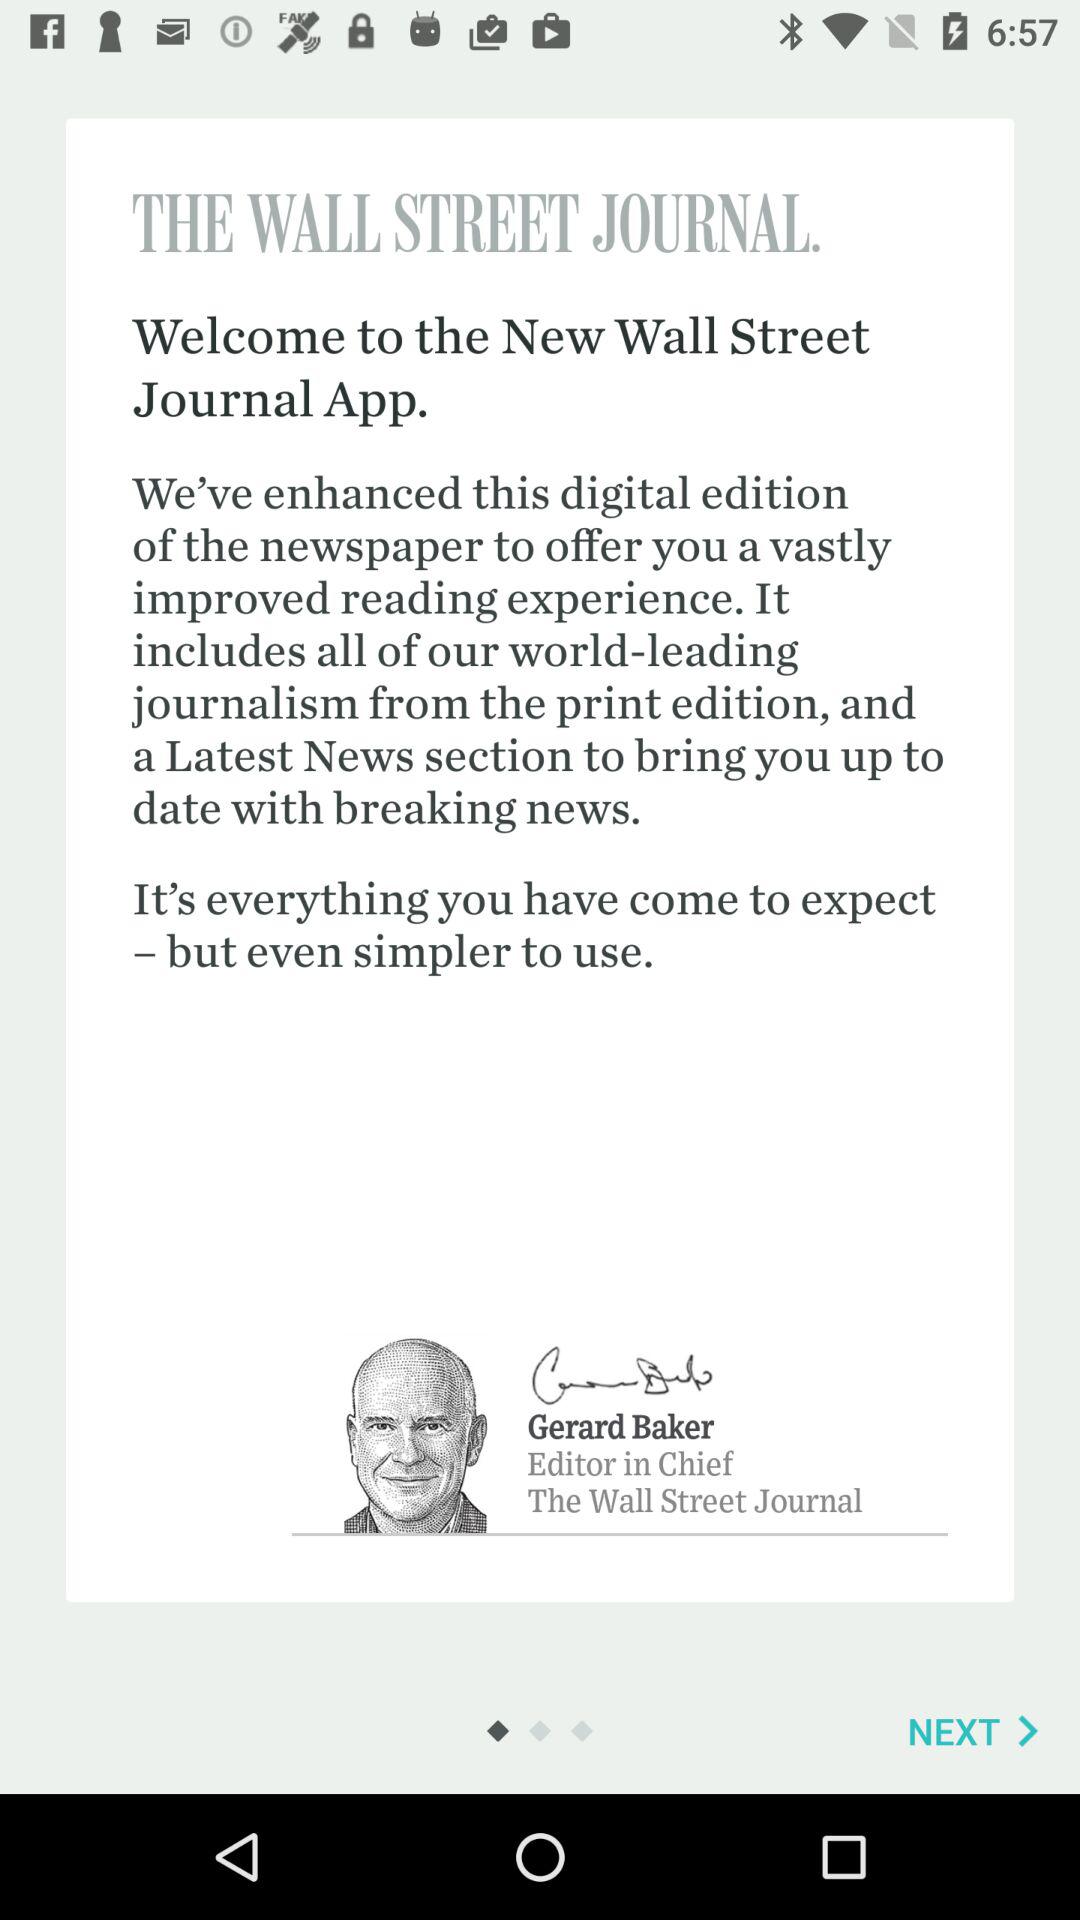 FAKE
6:57
THE WALL STREET JOURNAL.
Welcome to the New Wall Street
Journal App.
We’ve enhanced this digital edition
of the newspaper to offer you a vastly
improved reading experience. It
includes all of our world-leading
journalism from the print edition, and
a Latest News section to bring you up to
date with breaking news.
It’s everything you have come to expect
– but even simpler to use.
Gerard Baker
Editor in Chief
The Wall Street Journal
NEXT